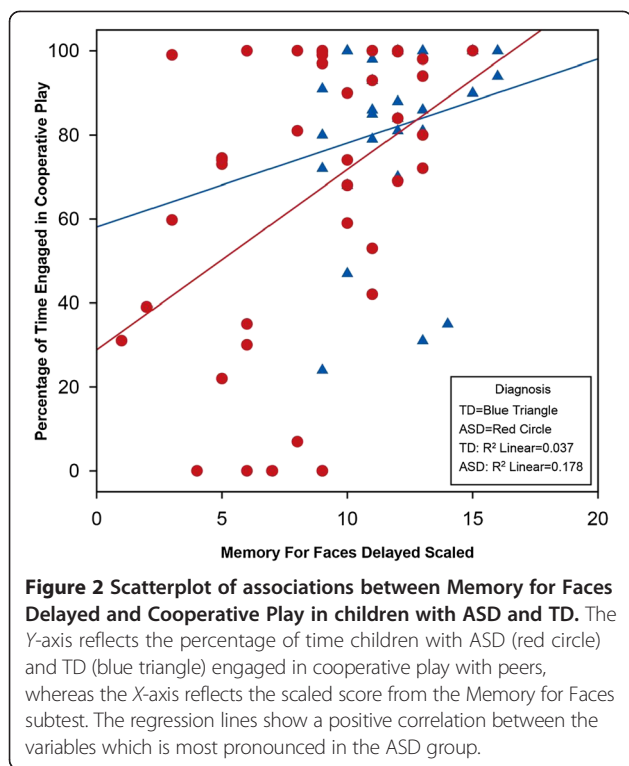 Percentage of Time Engaged in Cooperative Play
100
80
60
40
20
0
0 5 10 15 20
Memory For Faces Delayed Scaled
Diagnosis
TD=Blue Triangle
ASD=Red Circle
TD: R² Linear=0.037
ASD: R² Linear=0.178
Figure 2 Scatterplot of associations between Memory for Faces
Delayed and Cooperative Play in children with ASD and TD. The
Y-axis reflects the percentage of time children with ASD (red circle)
and TD (blue triangle) engaged in cooperative play with peers,
whereas the X-axis reflects the scaled score from the Memory for Faces
subtest. The regression lines show a positive correlation between the
variables which is most pronounced in the ASD group.